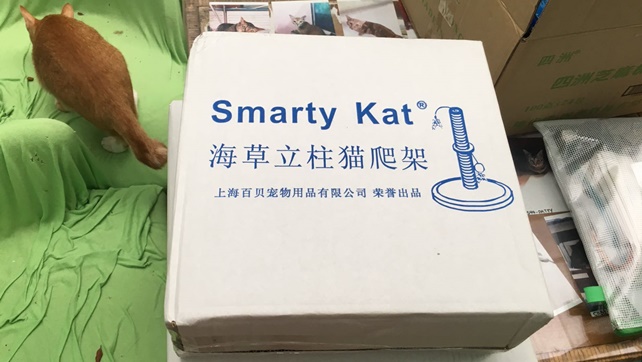 Smarty Kat®
海草立柱猫爬架
上海百贝宠物用品有限公司 荣誉出品